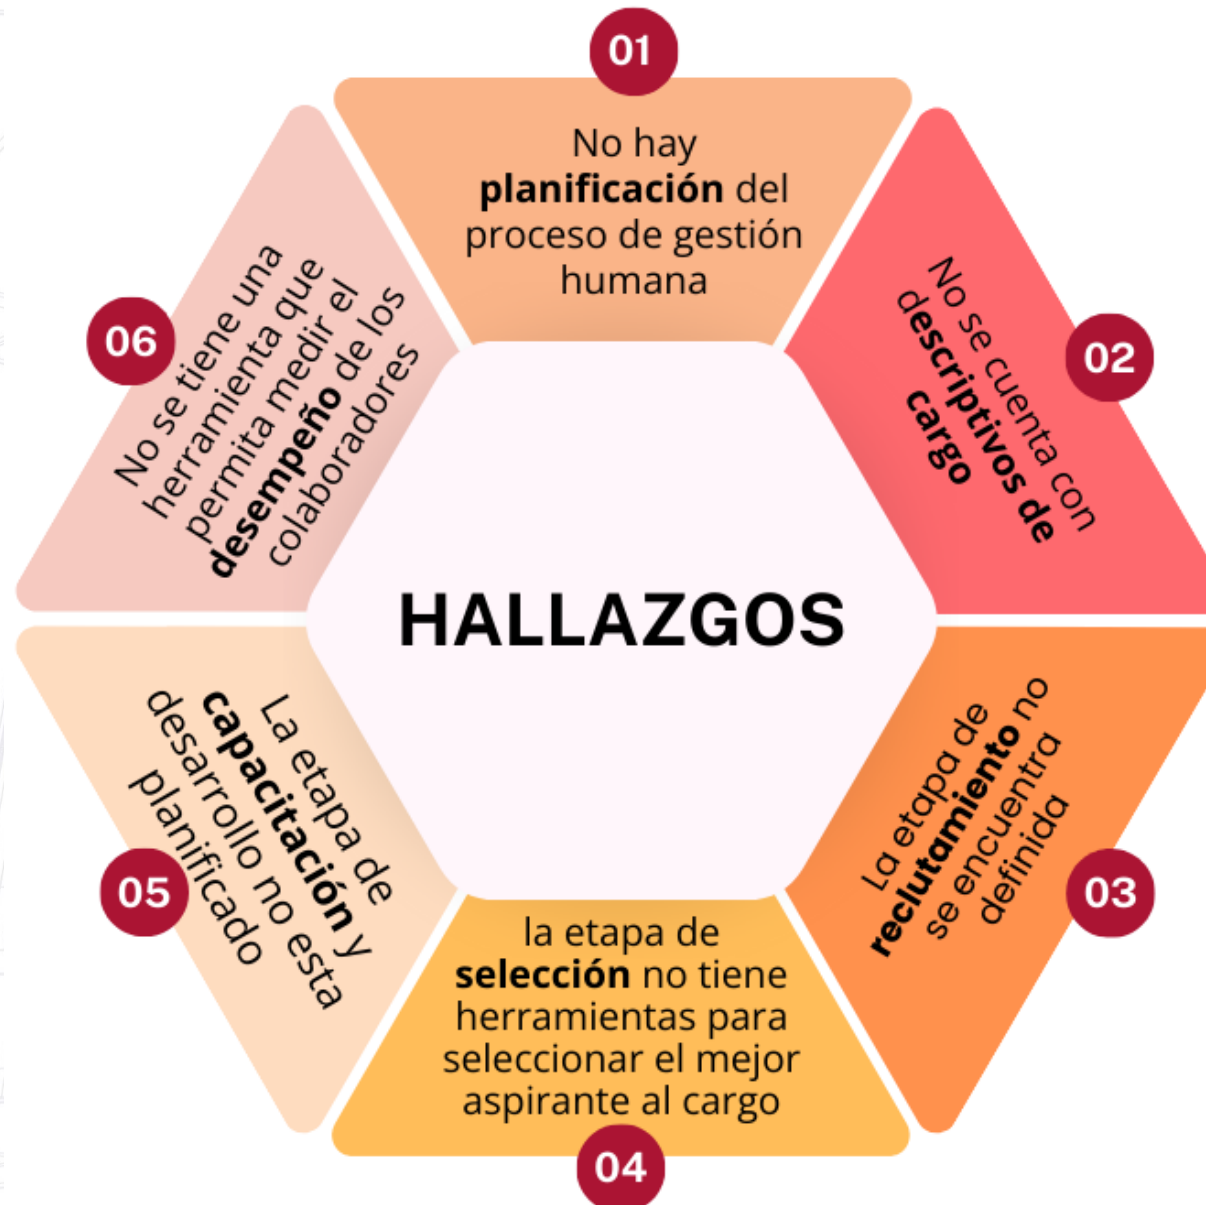 01
No hay
planificación del
proceso de gestión
humana
02
No se cuenta con
descriptivos de
cargo
03
La etapa de
reclutamiento no
se encuentra
definida
04
la etapa de
selección no tiene
herramientas para
seleccionar el mejor
aspirante al cargo
05
La etapa de
capacitación y
desarrollo no esta
planificado
06
No se tiene una
herramienta que
permita medir el
desempeño de los
colaboradores
HALLAZGOS